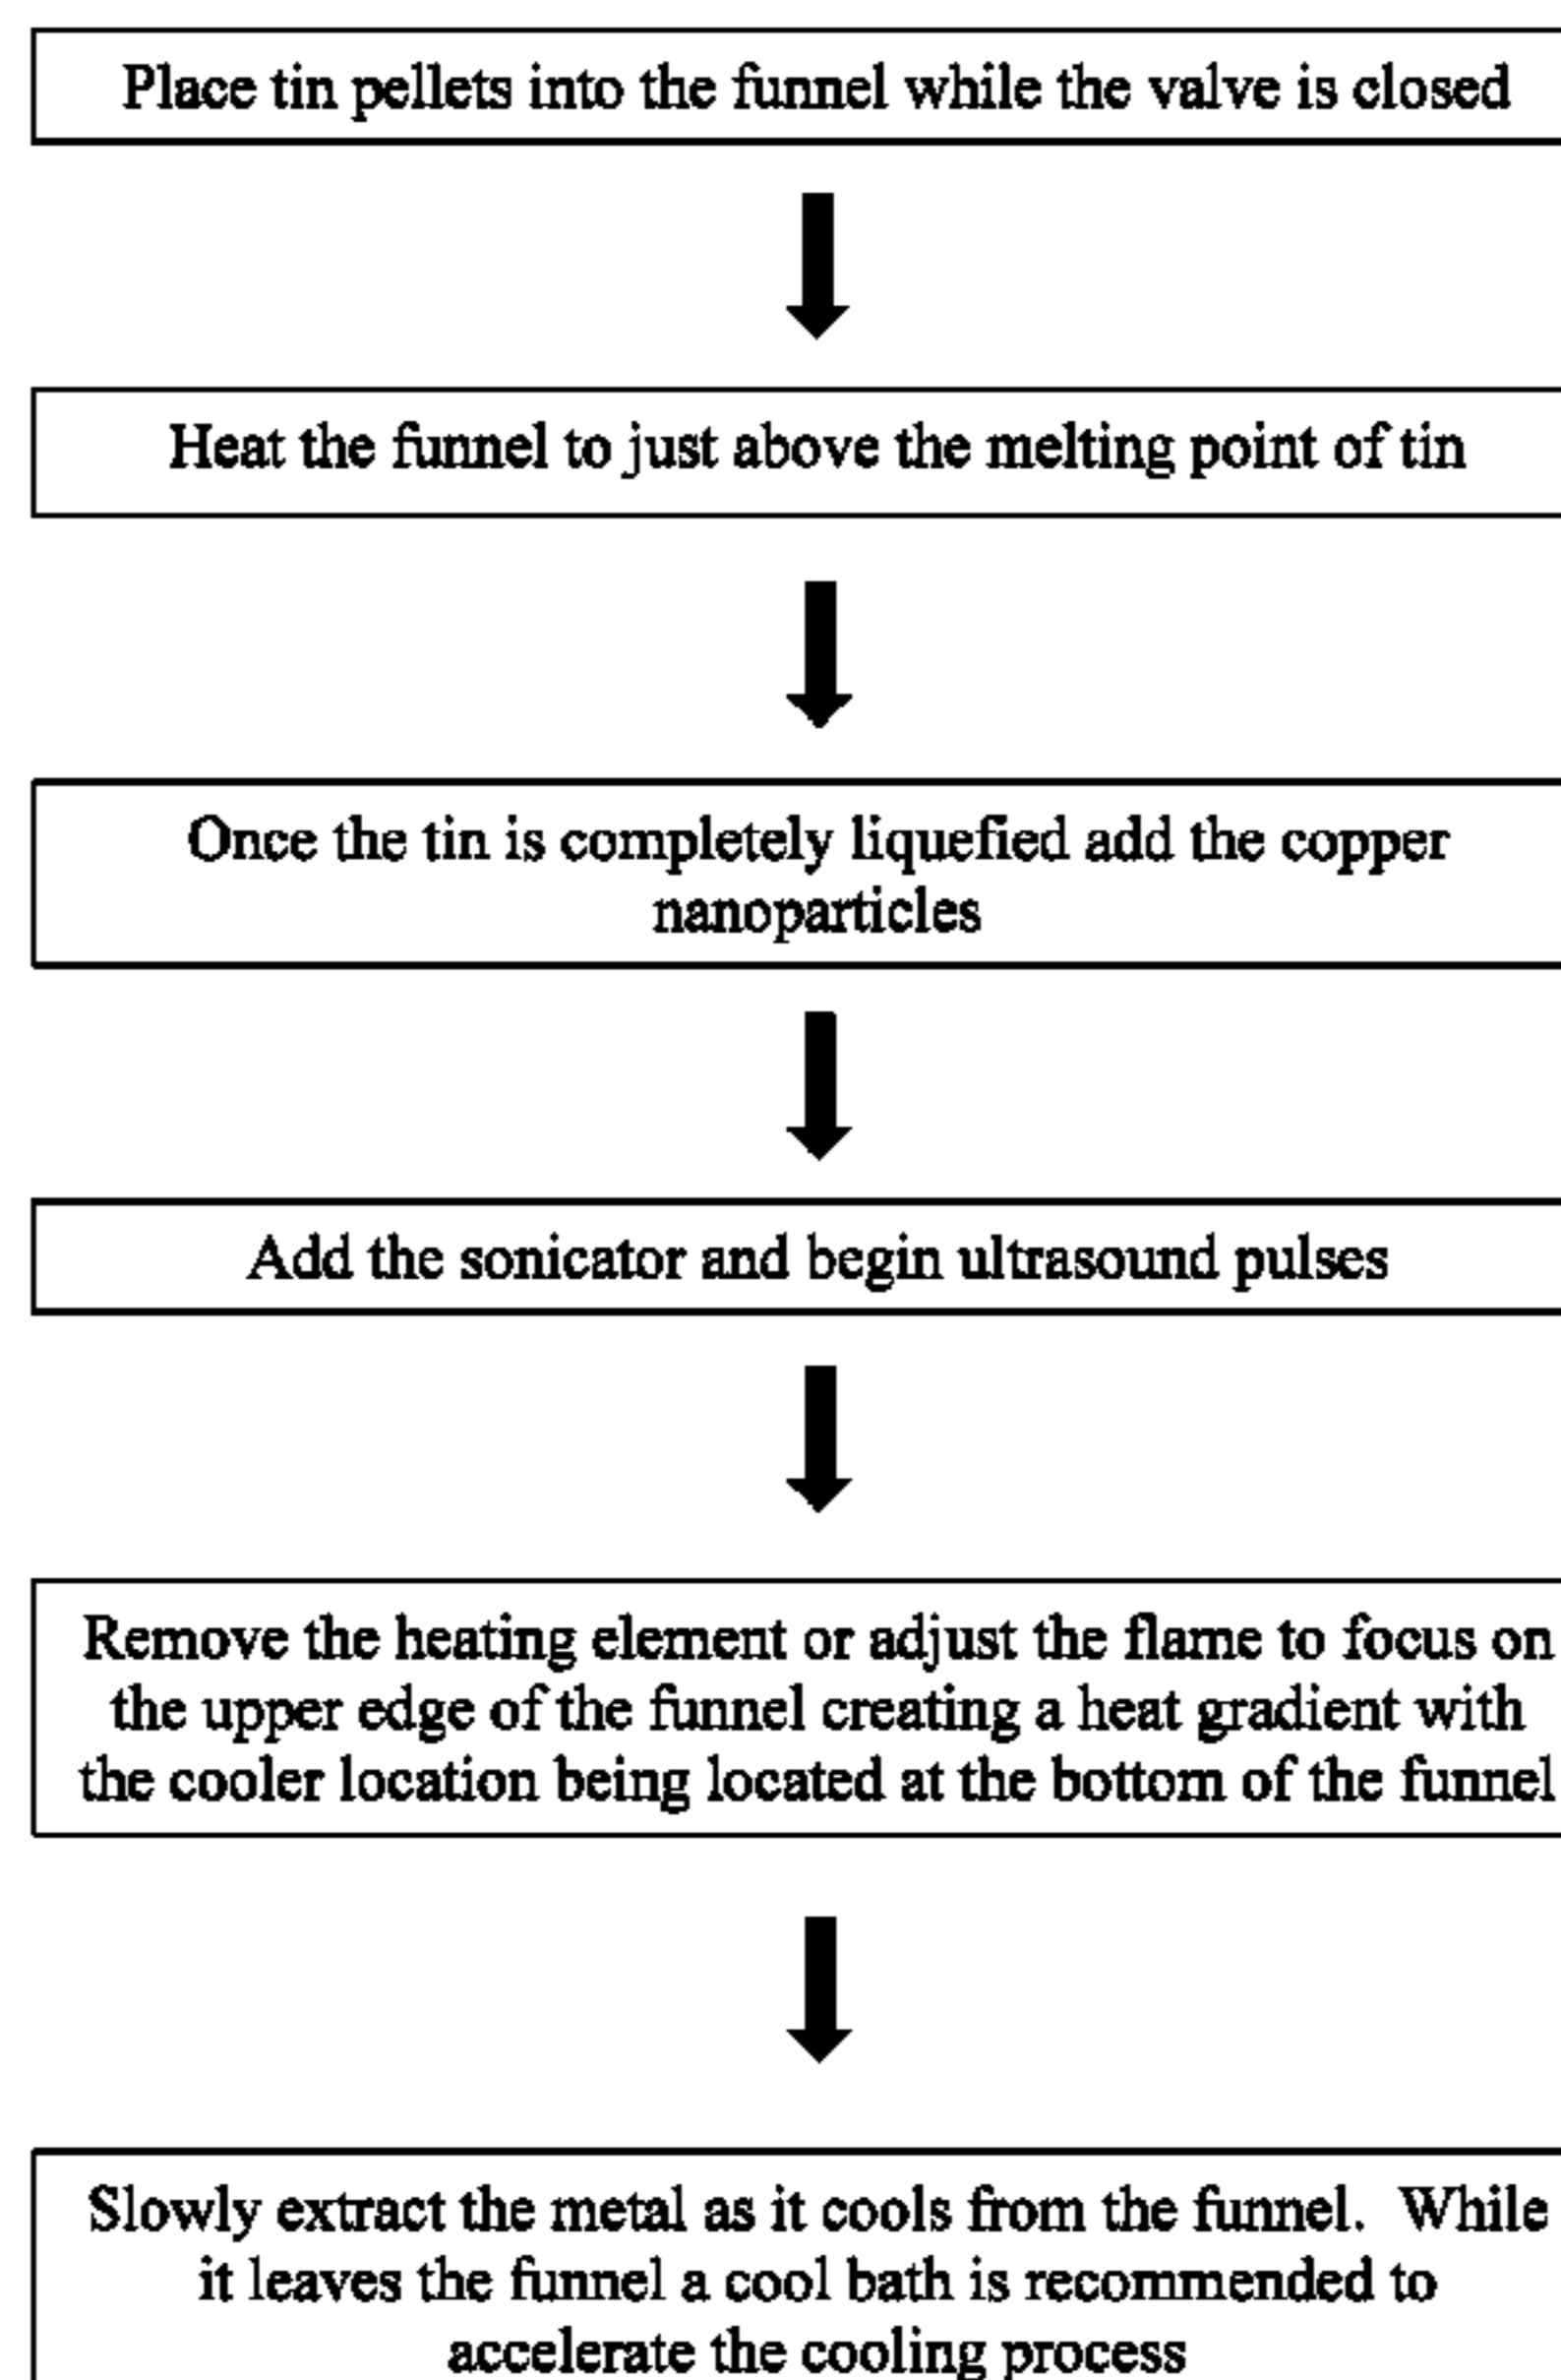 Place tin pellets into the funnel while the valve is closed
Heat the funnel to just above the melting point of tin
Once the tin is completely liquefied add the copper
nanoparticles
Add the sonicator and begin ultrasound pulses
Remove the heating element or adjust the flame to focus on
the upper edge of the funnel creating a heat gradient with
the cooler location being located at the bottom of the funnel
Slowly extract the metal as it cools from the funnel.  While
it leaves the funnel a cool bath is recommended to
accelerate the cooling process